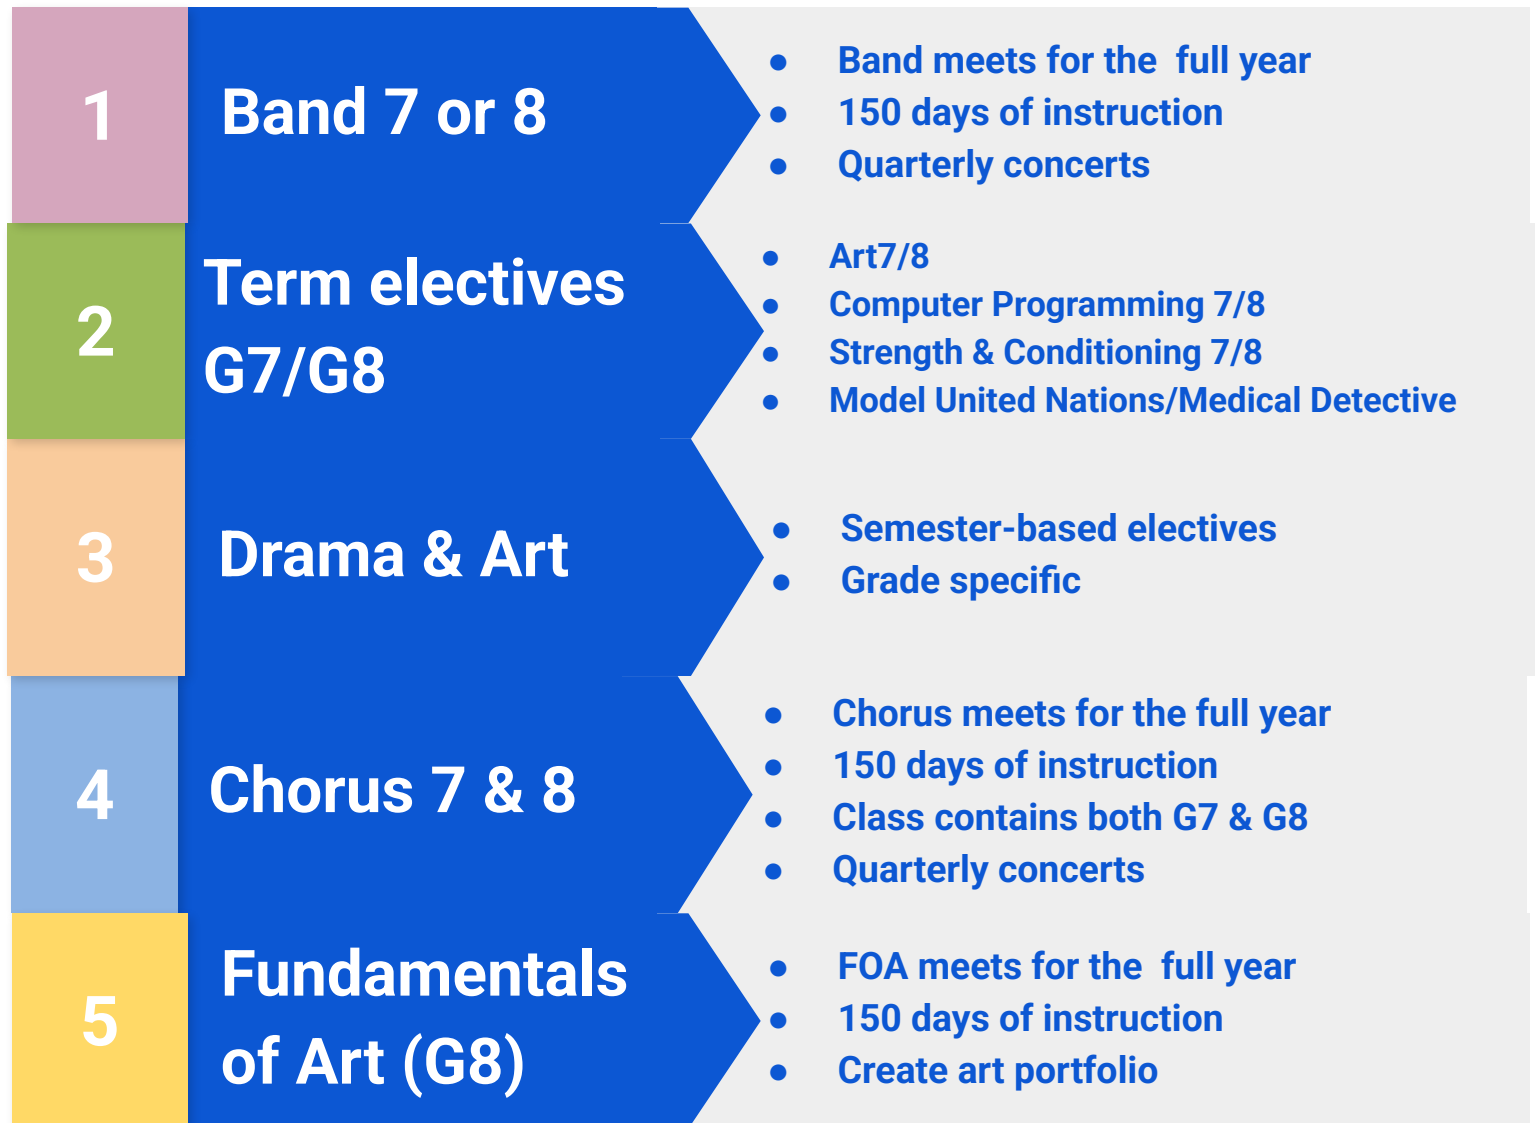 1
Band 7 or 8
● Band meets for the  full year
● 150 days of instruction
● Quarterly concerts
2
Term electives
G7/G8
● Art7/8
● Computer Programming 7/8
● Strength & Conditioning 7/8
● Model United Nations/Medical Detective
3
Drama & Art
● Semester-based electives
● Grade specific
4
Chorus 7 & 8
● Chorus meets for the full year
● 150 days of instruction
● Class contains both G7 & G8
● Quarterly concerts
5
Fundamentals
of Art (G8)
● FOA meets for the  full year
● 150 days of instruction
● Create art portfolio